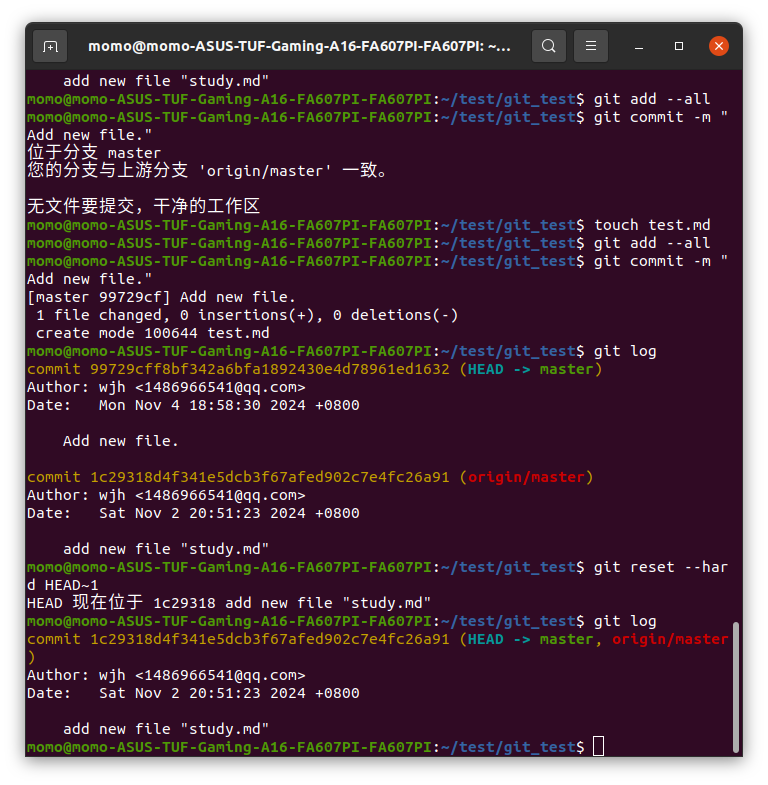 momo@momo-ASUS-TUF-Gaming-A16-FA607PI-FA607PI: ~...
    add new file "study.md"
momo@momo-ASUS-TUF-Gaming-A16-FA607PI-FA607PI:~/test/git_test$ git add --all
momo@momo-ASUS-TUF-Gaming-A16-FA607PI-FA607PI:~/test/git_test$ git commit -m "
Add new file."
位于分支 master
您的分支与上游分支 'origin/master' 一致。

无文件要提交，干净的工作区
momo@momo-ASUS-TUF-Gaming-A16-FA607PI-FA607PI:~/test/git_test$ touch test.md
momo@momo-ASUS-TUF-Gaming-A16-FA607PI-FA607PI:~/test/git_test$ git add --all
momo@momo-ASUS-TUF-Gaming-A16-FA607PI-FA607PI:~/test/git_test$ git commit -m "
Add new file."
[master 99729cf] Add new file.
 1 file changed, 0 insertions(+), 0 deletions(-)
 create mode 100644 test.md
momo@momo-ASUS-TUF-Gaming-A16-FA607PI-FA607PI:~/test/git_test$ git log
commit 99729cff8bf342a6bfa1892430e4d78961ed1632 (HEAD -> master)
Author: wjh <1486966541@qq.com>
Date:   Mon Nov 4 18:58:30 2024 +0800

    Add new file.

commit 1c29318d4f341e5dcb3f67afed902c7e4fc26a91 (origin/master)
Author: wjh <1486966541@qq.com>
Date:   Sat Nov 2 20:51:23 2024 +0800

    add new file "study.md"
momo@momo-ASUS-TUF-Gaming-A16-FA607PI-FA607PI:~/test/git_test$ git reset --har
d HEAD~1
HEAD 现在位于 1c29318 add new file "study.md"
momo@momo-ASUS-TUF-Gaming-A16-FA607PI-FA607PI:~/test/git_test$ git log
commit 1c29318d4f341e5dcb3f67afed902c7e4fc26a91 (HEAD -> master, origin/master
)
Author: wjh <1486966541@qq.com>
Date:   Sat Nov 2 20:51:23 2024 +0800

    add new file "study.md"
momo@momo-ASUS-TUF-Gaming-A16-FA607PI-FA607PI:~/test/git_test$